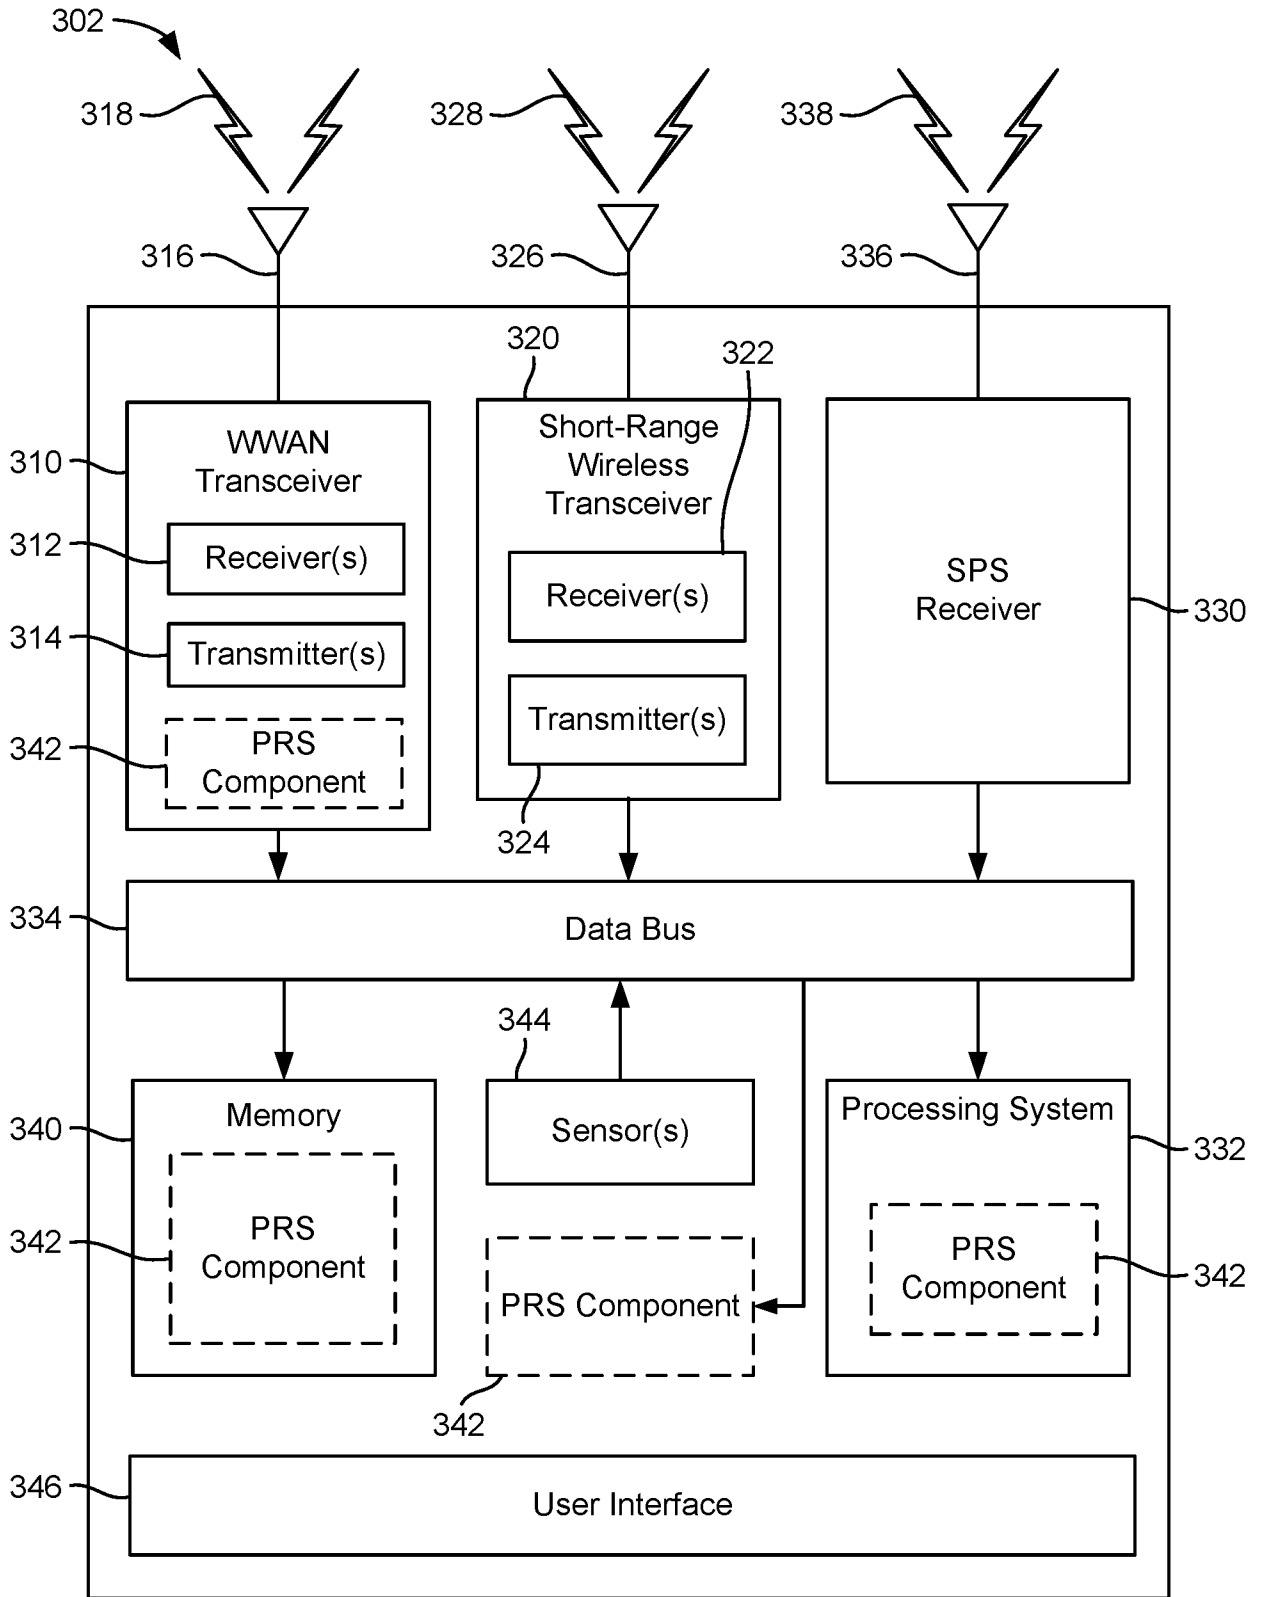 302
318
328
338
316
326
336
320
322
310
WWAN
Transceiver
Short-Range
Wireless
Transceiver
312
Receiver(s)
Receiver(s)
SPS
Receiver
330
314
Transmitter(s)
Transmitter(s)
342
PRS
Component
324
334
Data Bus
344
340
Memory
Sensor(s)
Processing System
332
342
PRS
Component
PRS Component
PRS
Component
342
342
346
User Interface